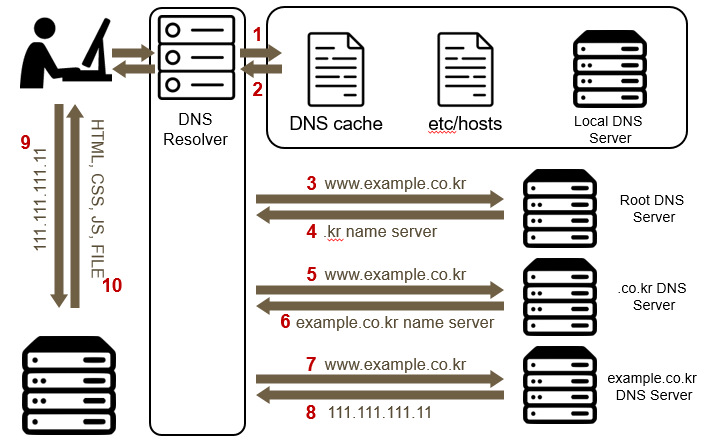 1
2
DNS
Resolver
DNS cache
etc/hosts
Local DNS
Server
9
111.111.111.11
HTML, CSS, JS, FILE
10
3 www.example.co.kr
4 .kr name server
Root DNS
Server
5 www.example.co.kr
6 example.co.kr name server
.co.kr DNS
Server
7 www.example.co.kr
8 111.111.111.11
example.co.kr
DNS Server